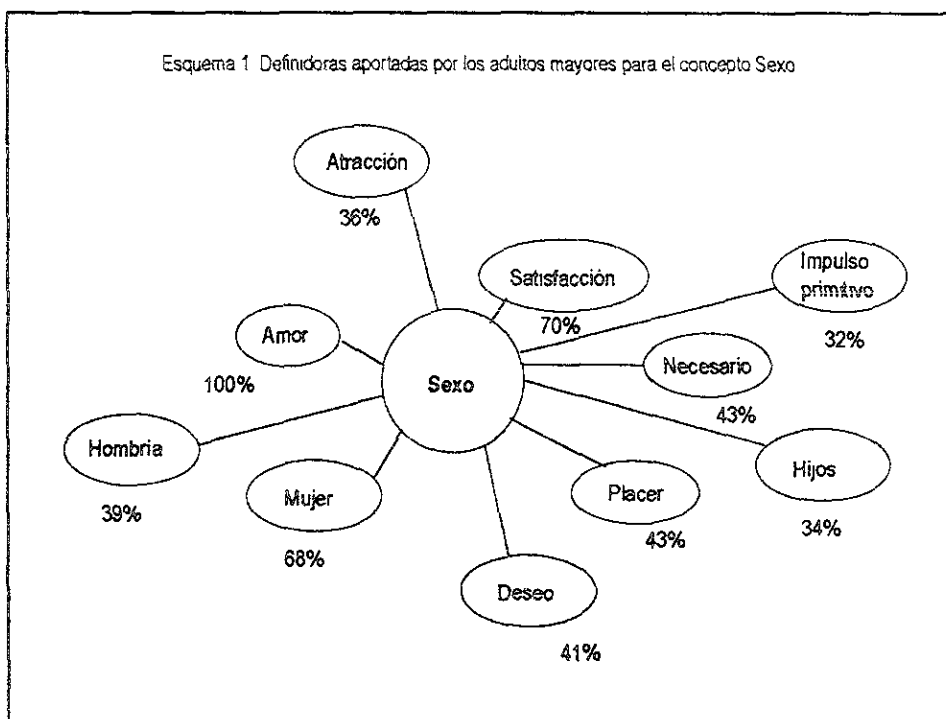 Esquema 1 Definidoras aportadas por los adultos mayores para el concepto Sexo
Atracción
36%
Satisfacción
70%
Impulso
primitivo
32%
Amor
100%
Sexo
Necesario
43%
Hombria
39%
Mujer
68%
Placer
43%
Hijos
34%
Deseo
41%